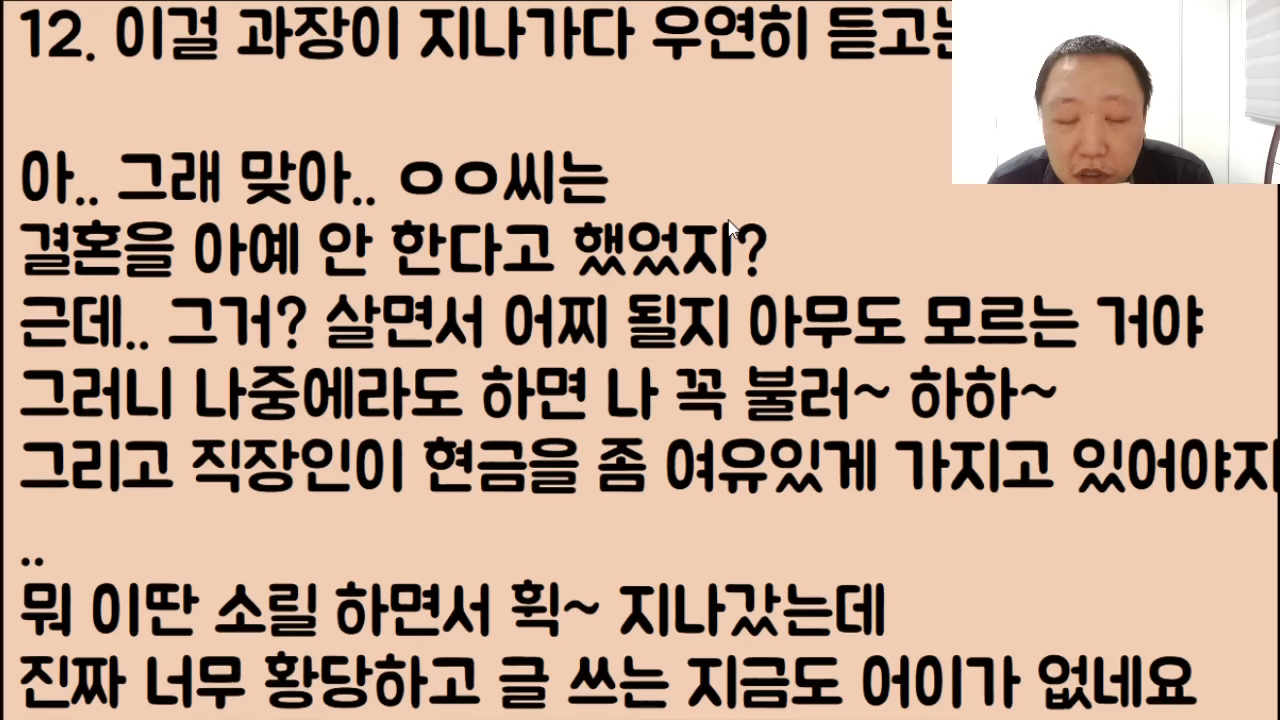 12. 이걸 과장이 지나가다 우연히 듣고는
아.. 그래 맞아.. ㅇㅇ씨는
결혼을 아예 안 한다고 했었지?
근데.. 그거? 살면서 어찌 될지 아무도 모르는 거야
그러니 나중에라도 하면 나 꼭 불러~ 하하~
그리고 직장인이 현금을 좀 여유있게 가지고 있어야지
..
뭐 이딴 소릴 하면서 휙~ 지나갔는데
진짜 너무 황당하고 글 쓰는 지금도 어이가 없네요